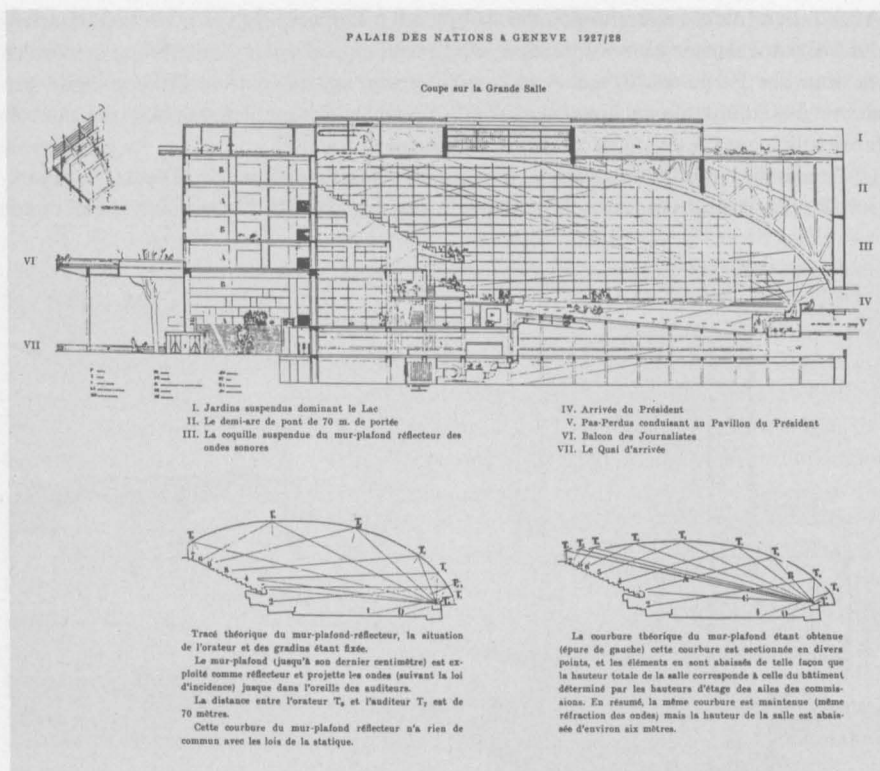 PALAIS DES NATIONS à GENEVE 1927/28
Coupe sur la Grande Salle
I
II
III
VI
IV
V
VII
B
A
B
A
B
I. Jardins suspendus dominant le Lac
II. Le demi-arc de pont de 70 m. de portée
III. La coquille suspendue du mur-plafond réflecteur des
ondes sonores
IV. Arrivée du Président
V. Pas-Perdus conduisant au Pavillon du Président
VI. Balcon des Journalistes
VII. Le Quai d'arrivée
Tracé théorique du mur-plafond-réflecteur, la situation
de l'orateur et des gradins étant fixée.
Le mur-plafond (jusqu'à son dernier centimètre) est ex-
ploité comme réflecteur et projette les ondes (suivant la loi
d'incidence) jusque dans l'oreille des auditeurs.
La distance entre l'orateur T₀ et l'auditeur T₇ est de
70 mètres.
Cette courbure du mur-plafond réflecteur n'a rien de
commun avec les lois de la statique.
La courbure théorique du mur-plafond étant obtenue
(épure de gauche) cette courbure est sectionnée en divers
points, et les éléments en sont abaissés de telle façon que
la hauteur totale de la salle corresponde à celle du bâtiment
déterminé par les hauteurs d'étage des ailes des commis-
sions. En résumé, la même courbure est maintenue (même
réfraction des ondes; mais la hauteur de la salle est abais-
sée d'environ six mètres.